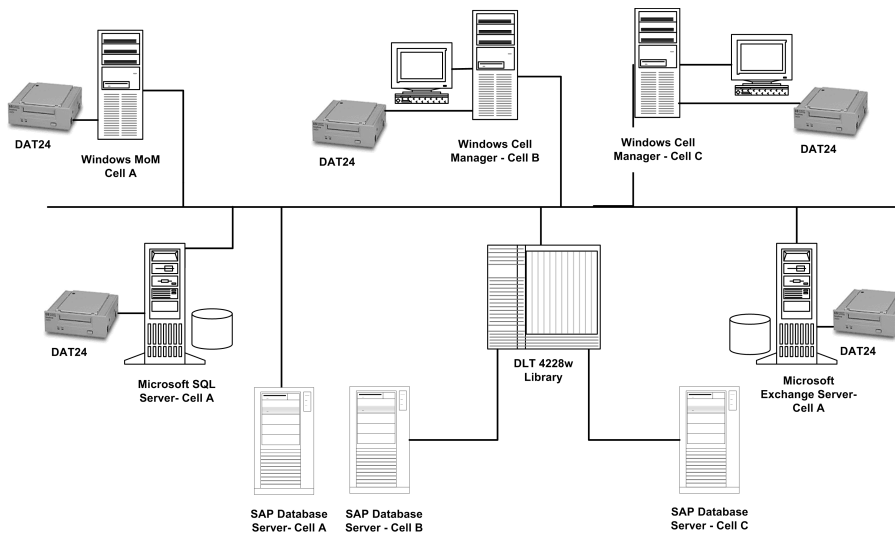 DAT24
Windows MoM
Cell A
DAT24
Windows Cell
Manager - Cell B
Windows Cell
Manager - Cell C
DAT24
DAT24
Microsoft SQL
Server- Cell A
DLT 4228w
Library
Microsoft
Exchange Server-
Cell A
DAT24
SAP Database
Server- Cell A
SAP Database
Server - Cell B
SAP Database
Server - Cell C